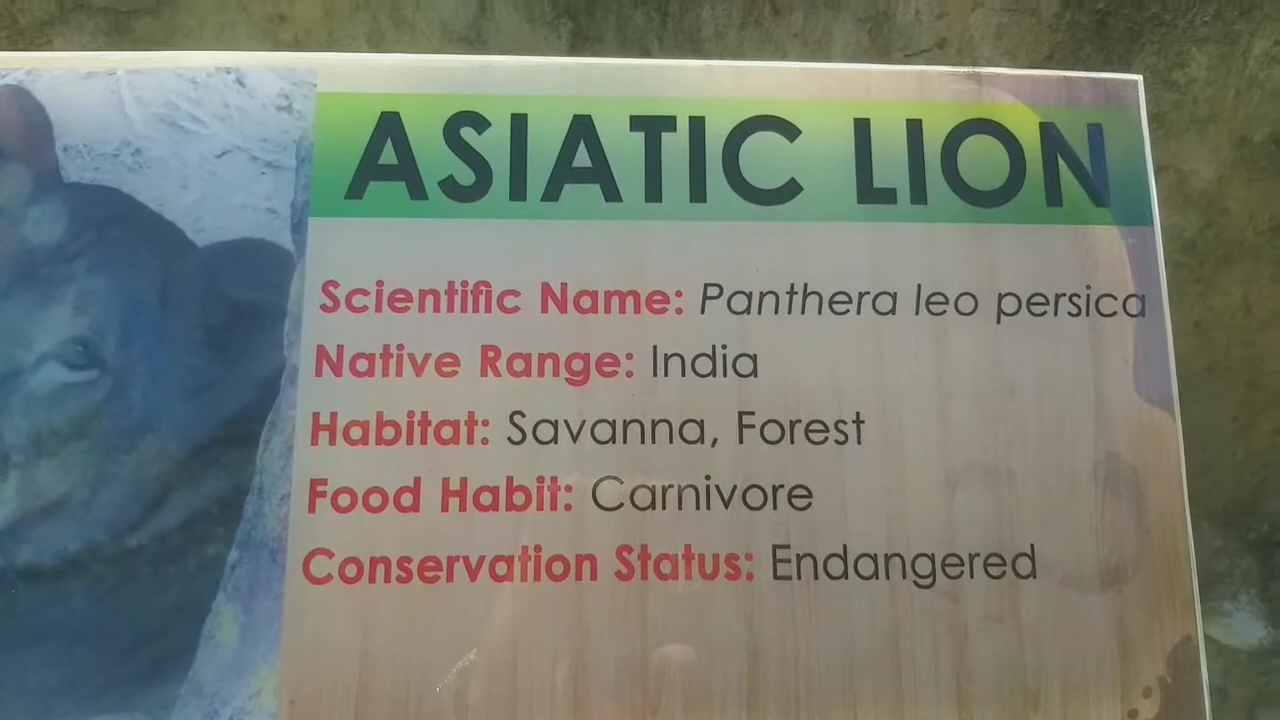 ASIATIC LION
Scientific Name: Panthera leo persica
Native Range: India
Habitat: Savanna, Forest
Food Habit: Carnivore
Conservation Status: Endangered